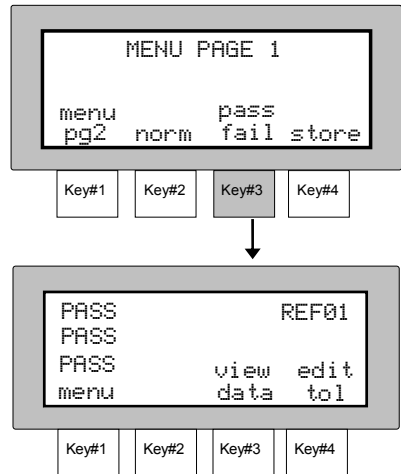 MENU PAGE 1
menu pass
pg2 norm fail store
Key#1 Key#2 Key#3 Key#4
PASS REF01
PASS
PASS view edit
menu data tol
Key#1 Key#2 Key#3 Key#4